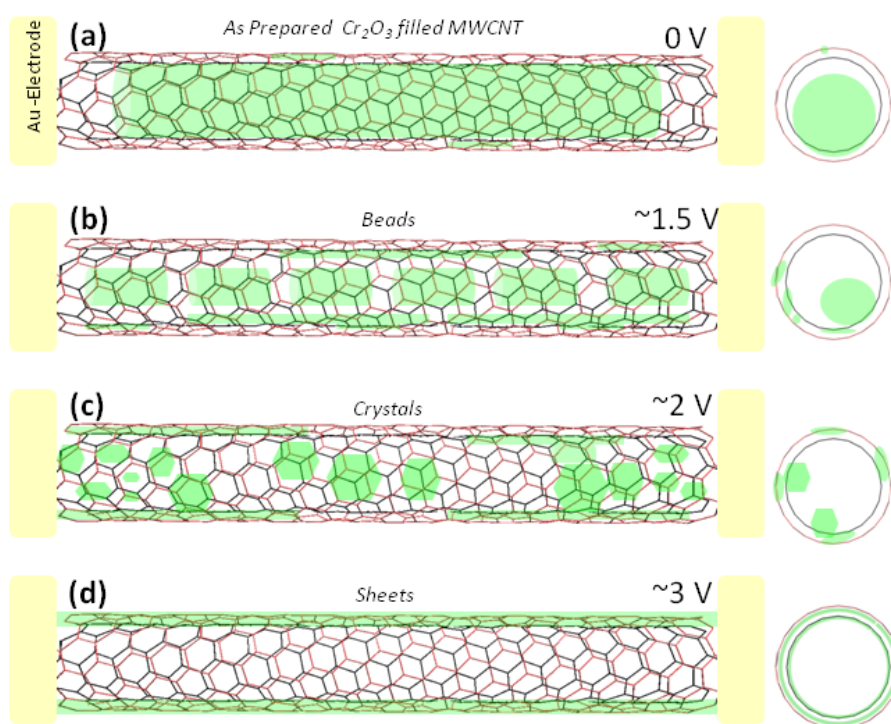 Au -Electrode
(a)
As Prepared Cr₂O₃ filled MWCNT
0 V
(b)
Beads
~1.5 V
(c)
Crystals
~2 V
(d)
Sheets
~3 V